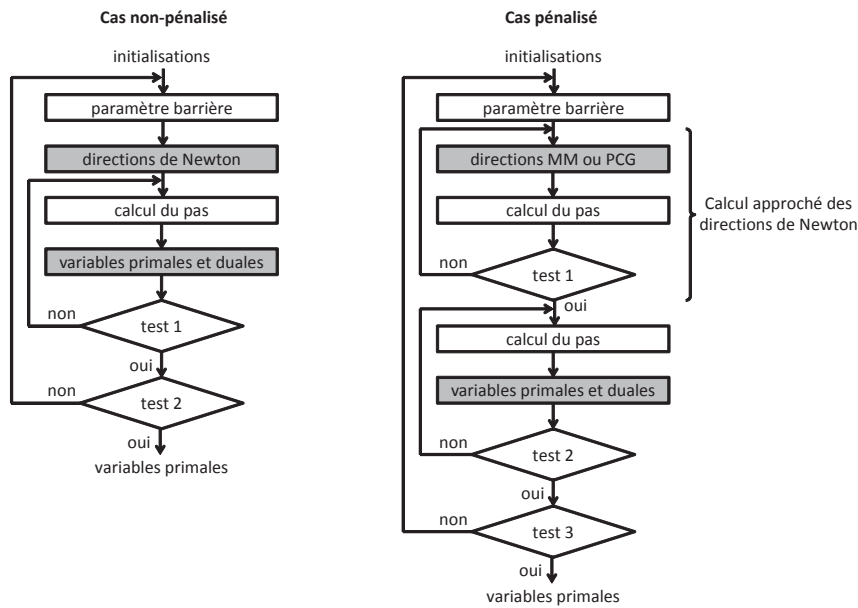 Cas non-pénalisé
initialisations
paramètre barrière
directions de Newton
calcul du pas
variables primales et duales
non
test 1
oui
non
test 2
oui
variables primales
Cas pénalisé
initialisations
paramètre barrière
directions MM ou PCG
calcul du pas
non
test 1
oui
Calcul approché des
directions de Newton
calcul du pas
variables primales et duales
non
test 2
oui
non
test 3
oui
variables primales